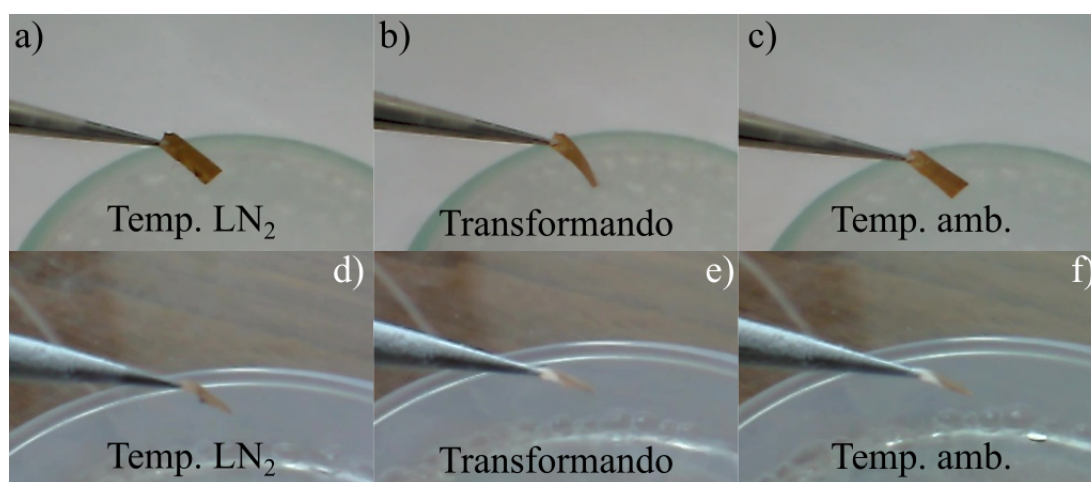 a) b) c)
Temp. LN₂ Transformando Temp. amb.
d) e) f)
Temp. LN₂ Transformando Temp. amb.